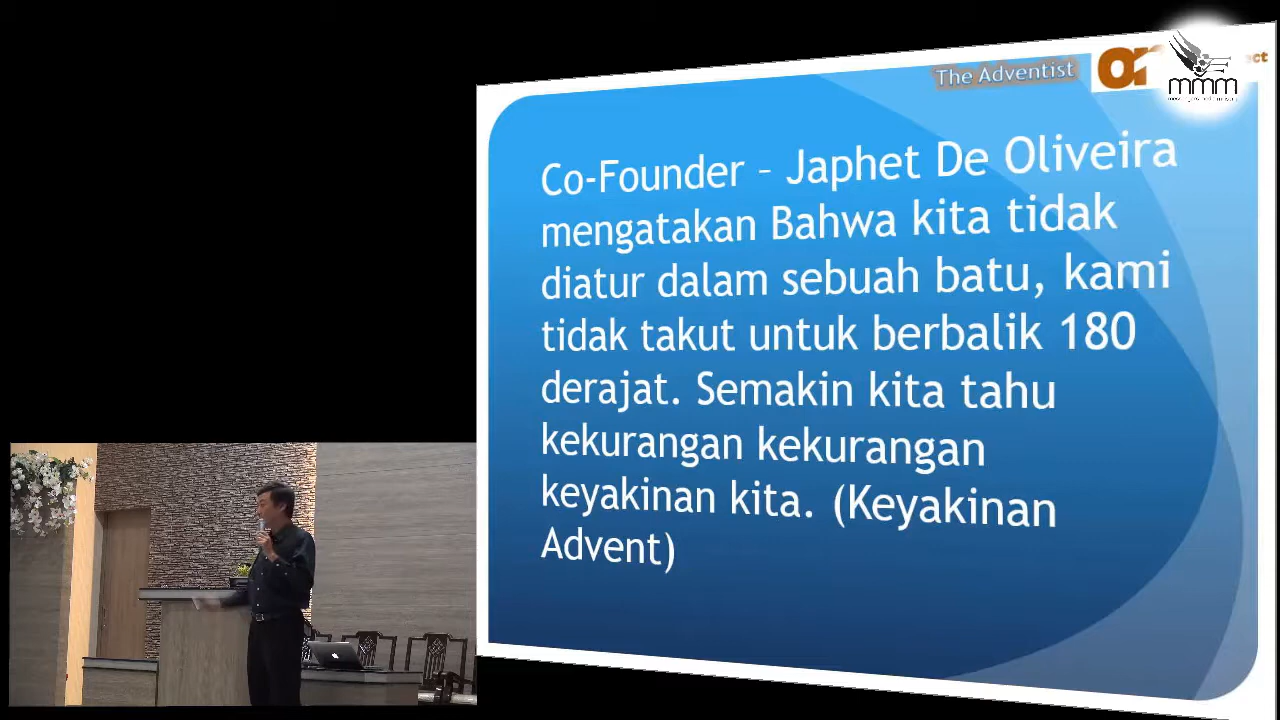 The Adventist
mmm
Co-Founder – Japhet De Oliveira
mengatakan Bahwa kita tidak
diatur dalam sebuah batu, kami
tidak takut untuk berbalik 180
derajat. Semakin kita tahu
kekurangan kekurangan
keyakinan kita. (Keyakinan
Advent)